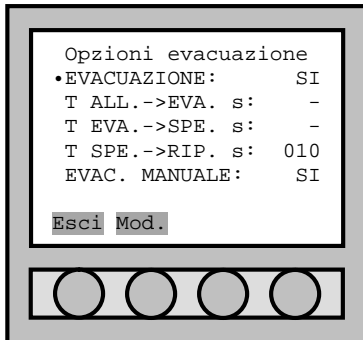 Opzioni evacuazione
•EVACUAZIONE: SI
T ALL.->EVA. s: -
T EVA.->SPE. s: -
T SPE.->RIP. s: 010
EVAC. MANUALE: SI
Esci Mod.